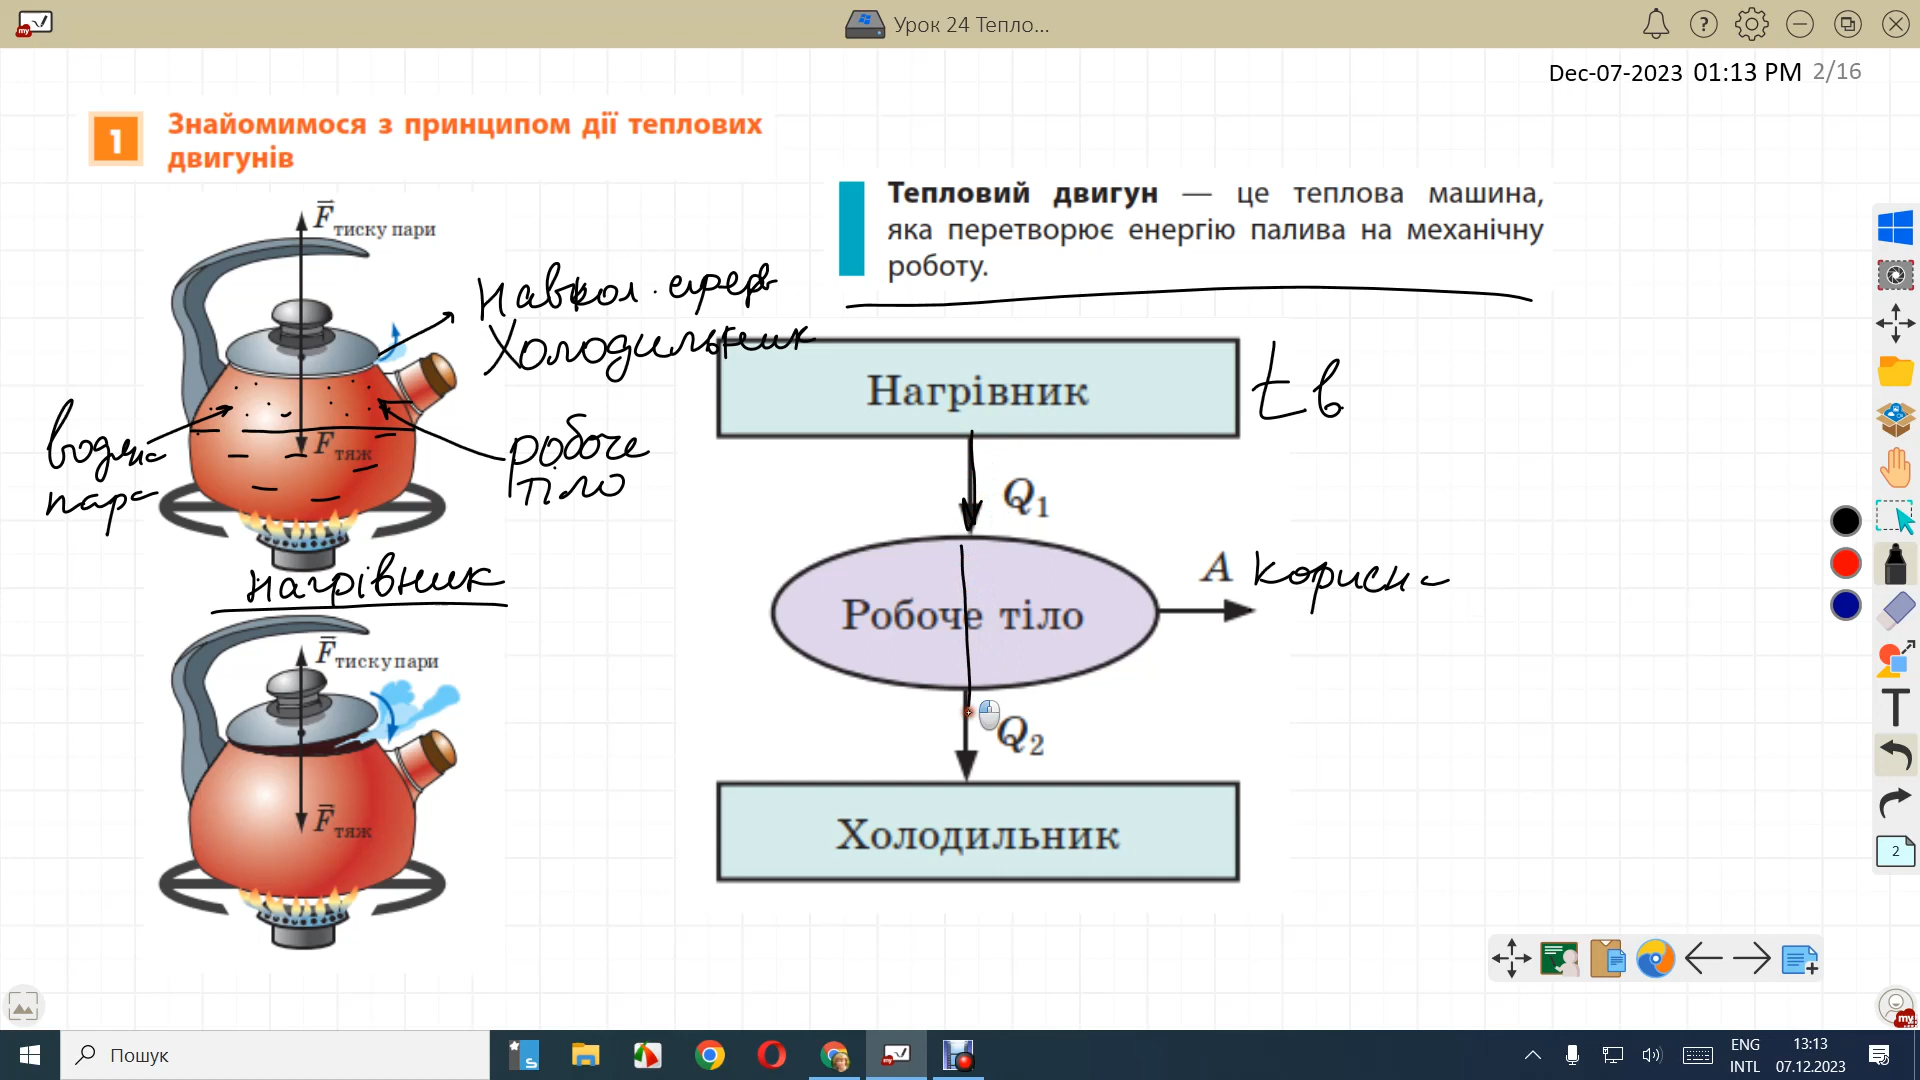 Урок 24 Тепло...
Dec-07-2023 01:13 PM 2/16
1
Знайомимося з принципом дії теплових
двигунів
Тепловий двигун — це теплова машина,
яка перетворює енергію палива на механічну
роботу.
F тиску пари
Навкол. серед
Холодильник
водяна
пара
F тяж
робоче
тіло
нагрівник
F тиску пари
F тяж
Нагрівник
tв
Q1
Робоче тіло
A корисна
Q2
Холодильник
T
2
Пошук
ENG
INTL
13:13
07.12.2023